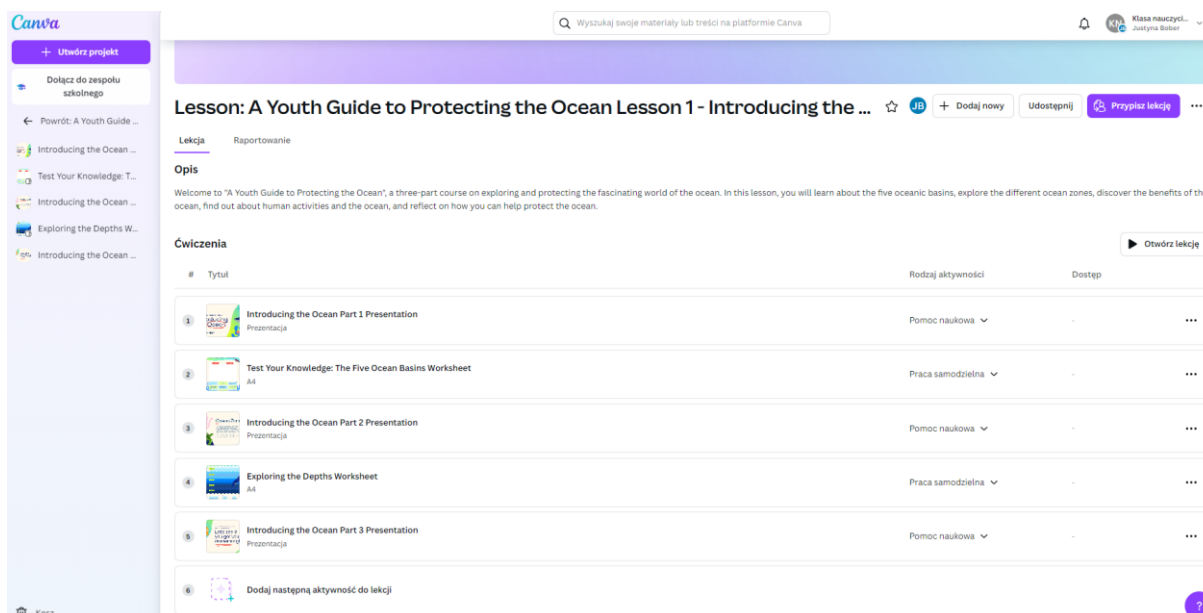 Canva
Wyszukaj swoje materiały lub treści na platformie Canva
KN
Klasa nauczyci...
Justyna Bober
+ Utwórz projekt
Dołącz do zespołu
szkolnego
← Powrót: A Youth Guide ...
Introducing the Ocean ...
Test Your Knowledge: T...
Introducing the Ocean ...
Exploring the Depths W...
Introducing the Ocean ...
Kosz
Lesson: A Youth Guide to Protecting the Ocean Lesson 1 - Introducing the ...
JB
+ Dodaj nowy
Udostępnij
Przypisz lekcję
Lekcja
Raportowanie
Opis
Welcome to "A Youth Guide to Protecting the Ocean", a three-part course on exploring and protecting the fascinating world of the ocean. In this lesson, you will learn about the five oceanic basins, explore the different ocean zones, discover the benefits of th
ocean, find out about human activities and the ocean, and reflect on how you can help protect the ocean.
Ćwiczenia
Otwórz lekcję
# Tytuł Rodzaj aktywności Dostęp
1 Introducing the Ocean Part 1 Presentation
Prezentacja
Pomoc naukowa -
2 Test Your Knowledge: The Five Ocean Basins Worksheet
A4
Praca samodzielna -
3 Introducing the Ocean Part 2 Presentation
Prezentacja
Pomoc naukowa -
4 Exploring the Depths Worksheet
A4
Praca samodzielna -
5 Introducing the Ocean Part 3 Presentation
Prezentacja
Pomoc naukowa -
6 Dodaj następną aktywność do lekcji
?